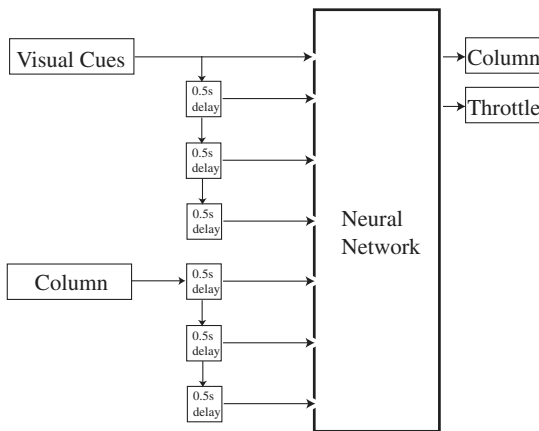 Visual Cues
Column
Throttle
0.5s
delay
0.5s
delay
0.5s
delay
Neural
Network
Column
0.5s
delay
0.5s
delay
0.5s
delay